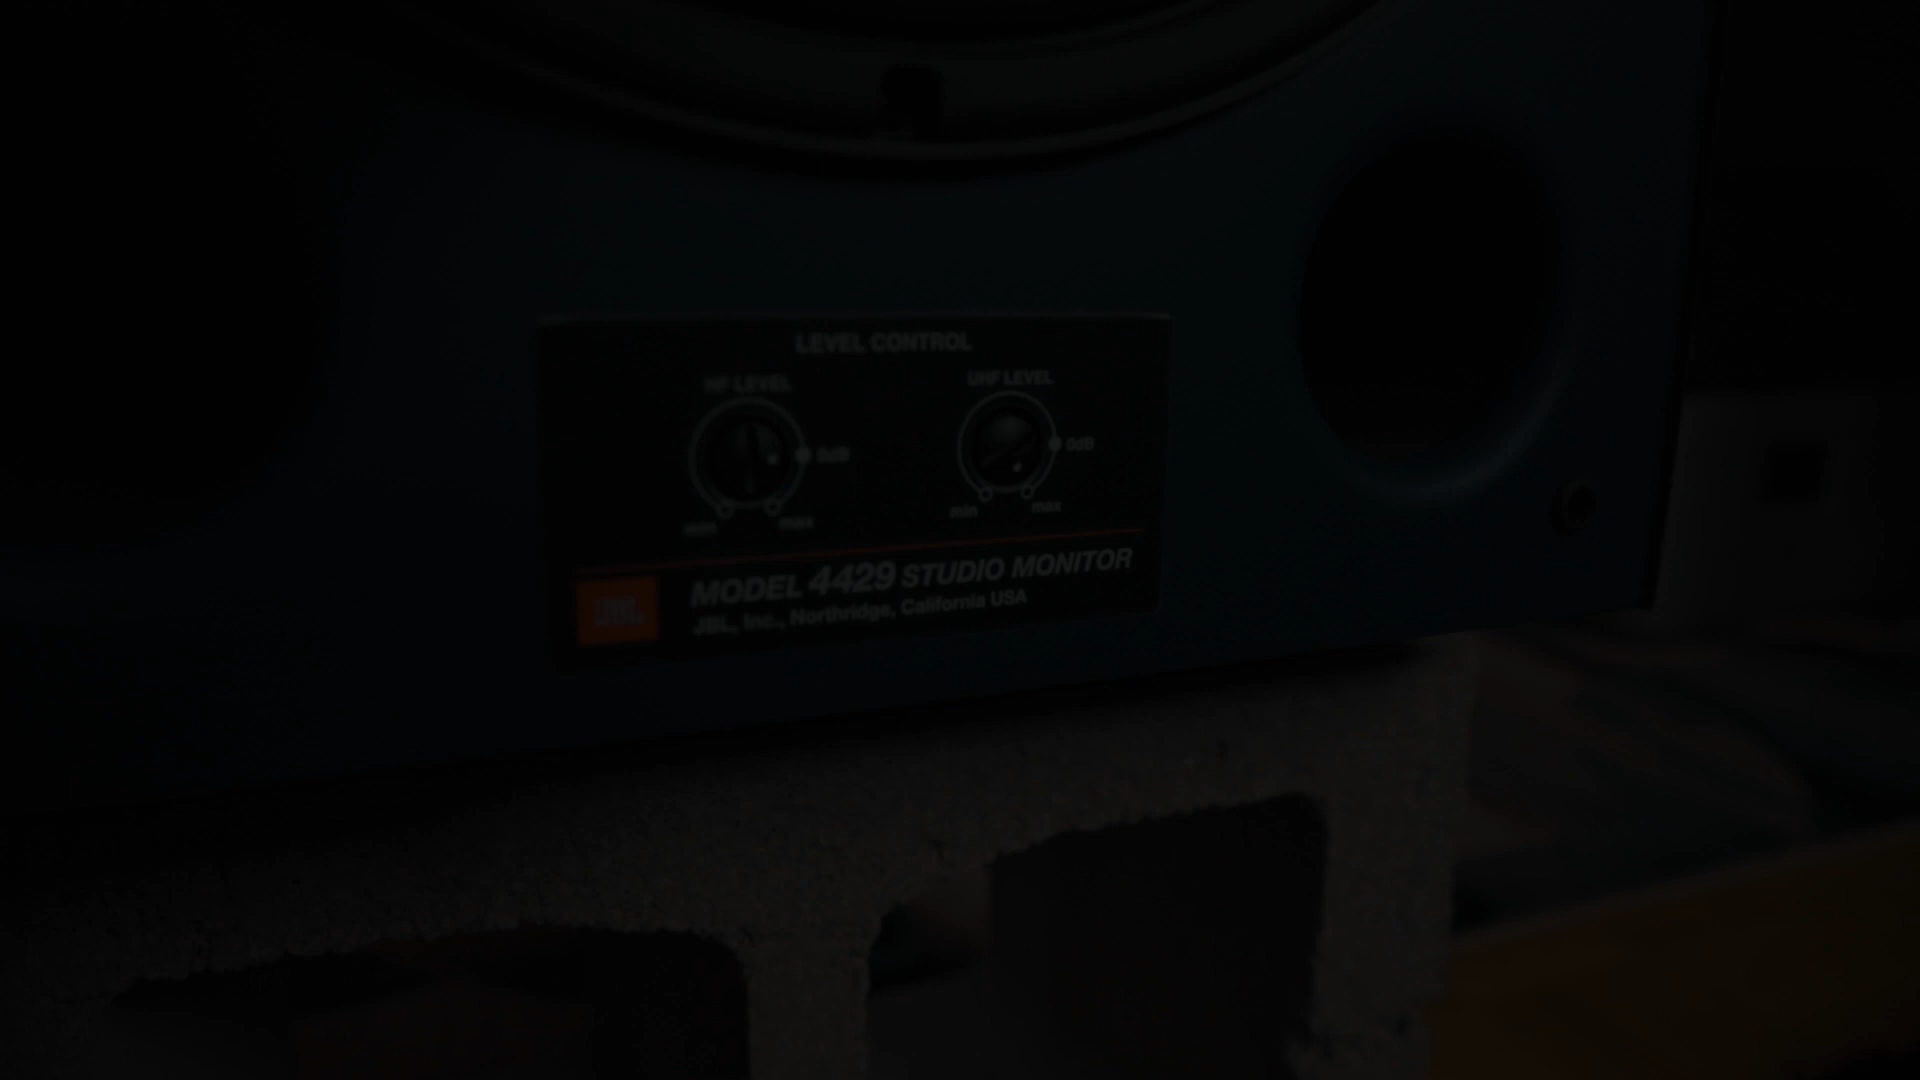 LEVEL CONTROL
HF LEVEL
UHF LEVEL
0dB
0dB
min
max
min
max
MODEL 4429 STUDIO MONITOR
JBL
JBL, Inc., Northridge, California USA